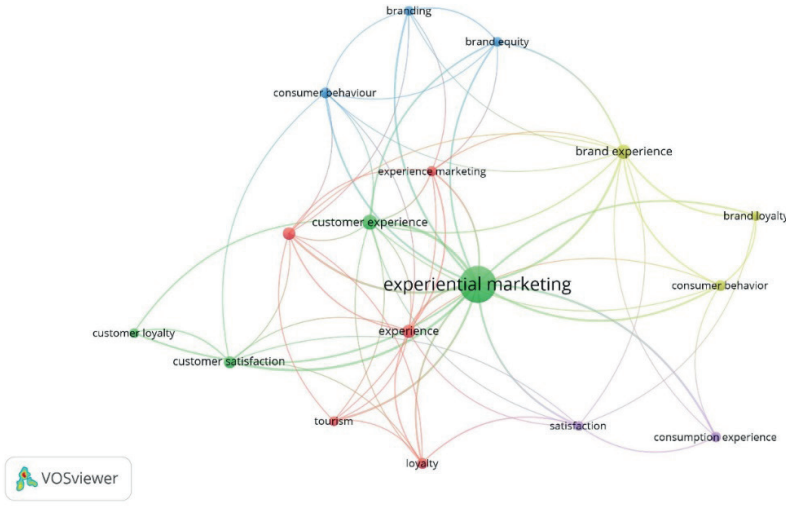 branding
brand equity
consumer behaviour
brand experience
experience marketing
brand loyalty
customer experience
experiential marketing
consumer behavior
customer loyalty
experience
customer satisfaction
tourism
satisfaction
consumption experience
loyalty
VOSviewer